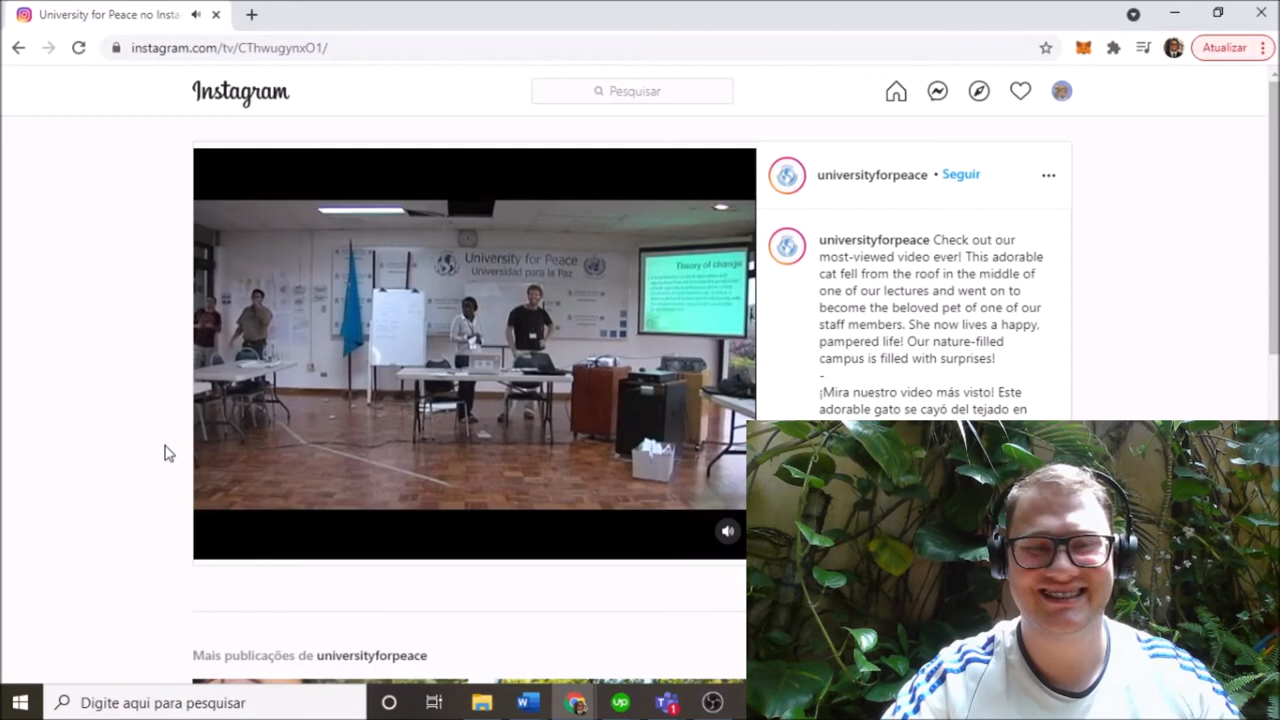 University for Peace no Insta
instagram.com/tv/CThwugynxO1/
Atualizar
Instagram
Pesquisar
University for Peace
Universidad para la Paz
Theory of change
universityforpeace • Seguir
universityforpeace Check out our
most-viewed video ever! This adorable
cat fell from the roof in the middle of
one of our lectures and went on to
become the beloved pet of one of our
staff members. She now lives a happy,
pampered life! Our nature-filled
campus is filled with surprises!
-
¡Mira nuestro video más visto! Este
adorable gato se cayó del tejado en
Mais publicações de universityforpeace
Digite aqui para pesquisar
W
up
1